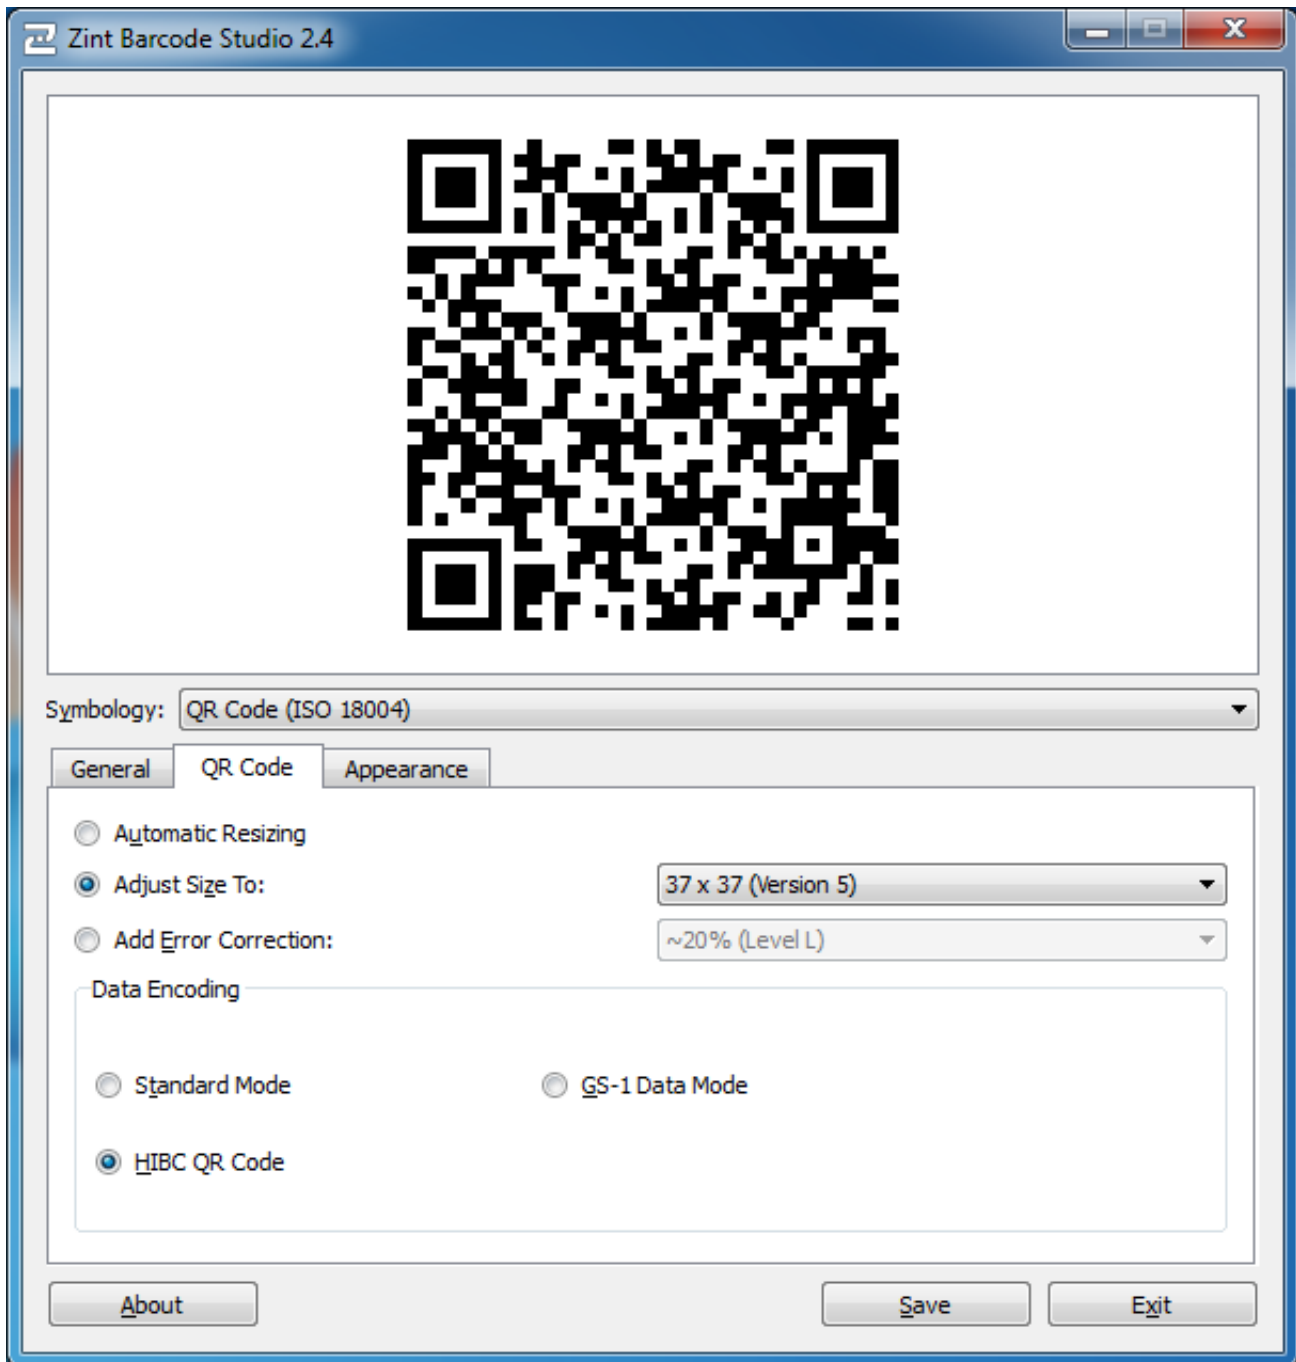 Zint Barcode Studio 2.4
Symbology: QR Code (ISO 18004)
General QR Code Appearance
Automatic Resizing
Adjust Size To: 37 x 37 (Version 5)
Add Error Correction: ~20% (Level L)
Data Encoding
Standard Mode GS-1 Data Mode
HIBC QR Code
About Save Exit